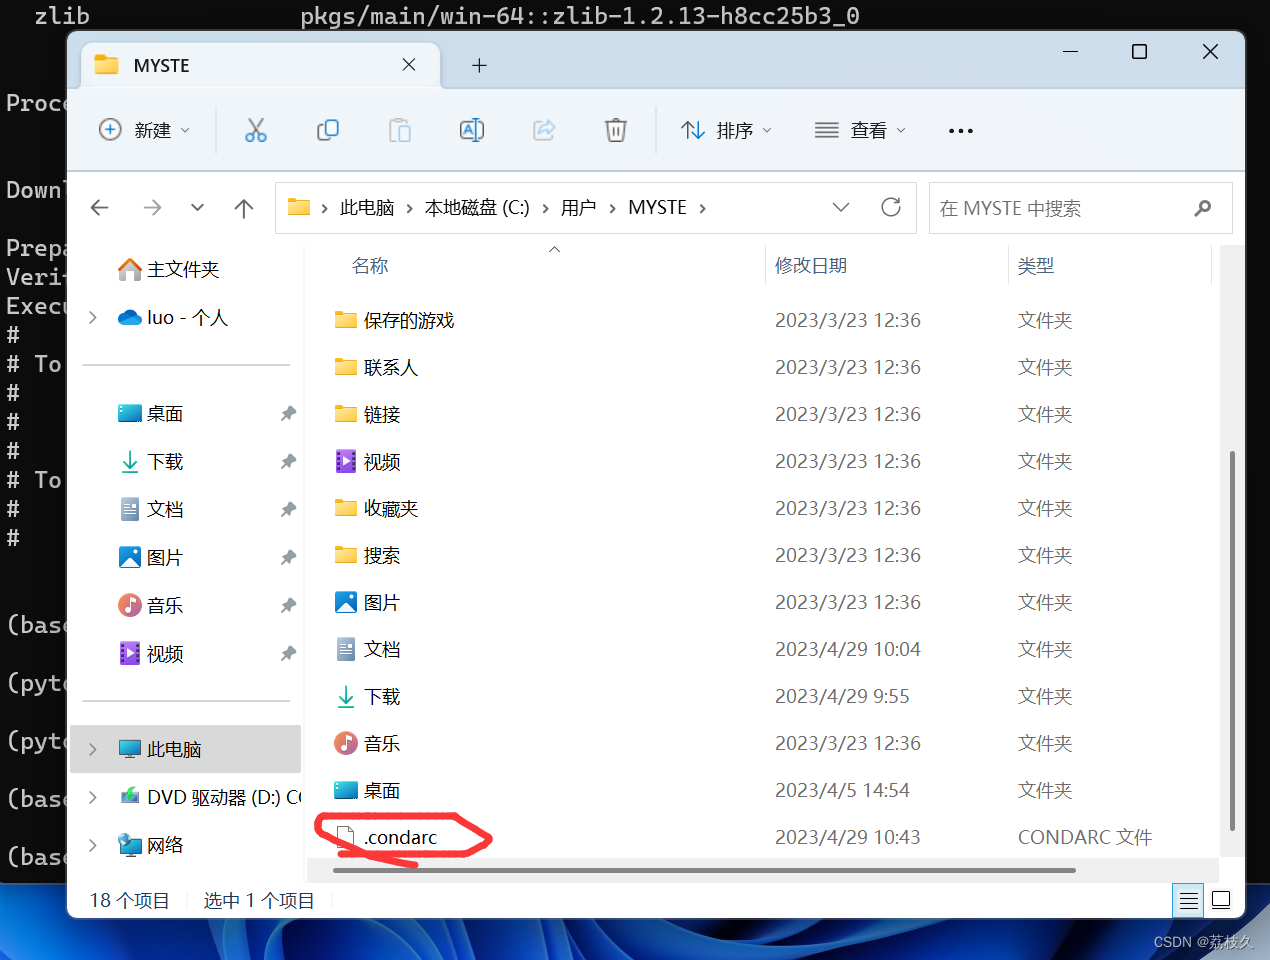 zlib pkgs/main/win-64::zlib-1.2.13-h8cc25b3_0
MYSTE
Proce
新建
排序
查看
Downl
此电脑 本地磁盘 (C:) 用户 MYSTE
在 MYSTE 中搜索
Prepa
Veri
Execu
#
# To
#
#
#
# To
#
#
(base
(pyto
(pyto
(base
(base
主文件夹
luo - 个人
桌面
下载
文档
图片
音乐
视频
此电脑
DVD 驱动器 (D:) C
网络
名称 修改日期 类型
保存的游戏 2023/3/23 12:36 文件夹
联系人 2023/3/23 12:36 文件夹
链接 2023/3/23 12:36 文件夹
视频 2023/3/23 12:36 文件夹
收藏夹 2023/3/23 12:36 文件夹
搜索 2023/3/23 12:36 文件夹
图片 2023/3/23 12:36 文件夹
文档 2023/4/29 10:04 文件夹
下载 2023/4/29 9:55 文件夹
音乐 2023/3/23 12:36 文件夹
桌面 2023/4/5 14:54 文件夹
.condarc 2023/4/29 10:43 CONDARC 文件
18 个项目 选中 1 个项目
CSDN @荔枝久